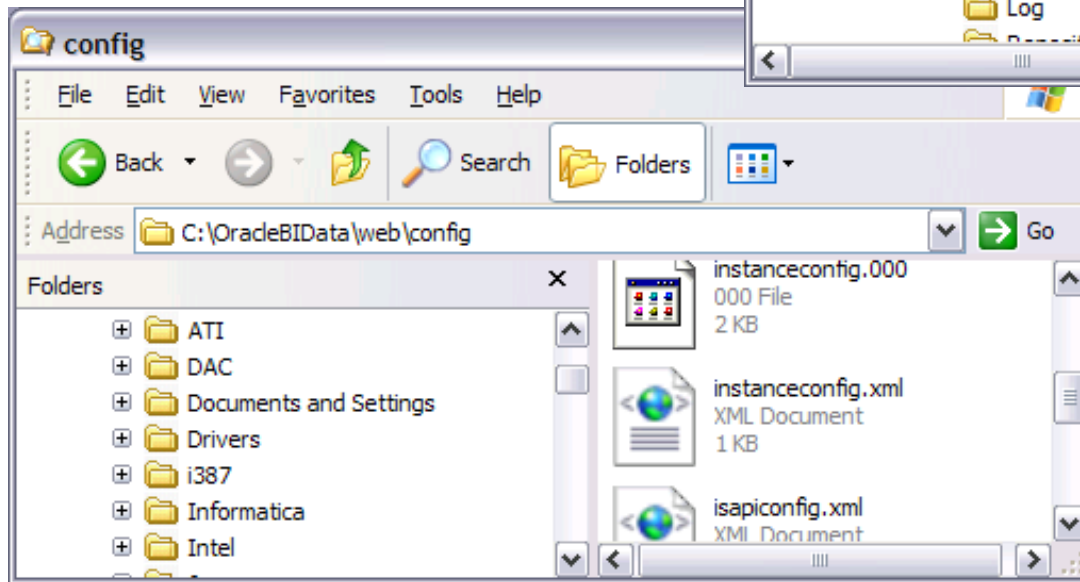 Log
config
File Edit View Favorites Tools Help
Back Search Folders
Address C:\OracleBIData\web\config Go
Folders
ATI
DAC
Documents and Settings
Drivers
i387
Informatica
Intel
instanceconfig.000
000 File
2 KB
instanceconfig.xml
XML Document
1 KB
isapiconfig.xml
XML Document